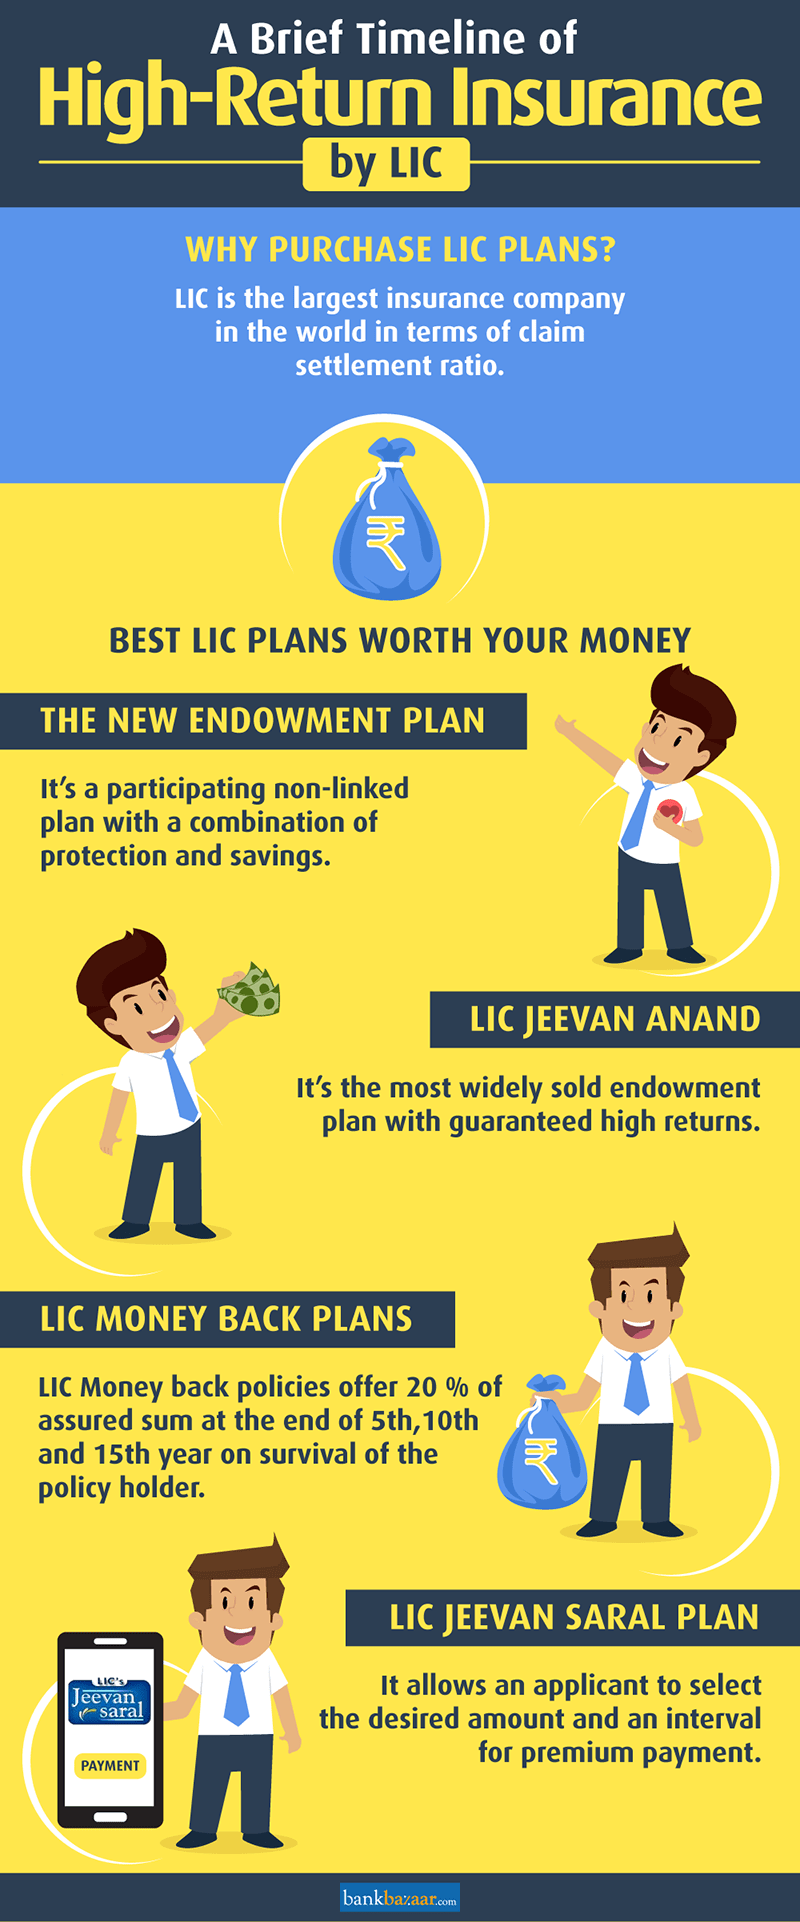 A Brief Timeline of
High-Return Insurance
by LIC
WHY PURCHASE LIC PLANS?
LIC is the largest insurance company
in the world in terms of claim
settlement ratio.
₹
BEST LIC PLANS WORTH YOUR MONEY
THE NEW ENDOWMENT PLAN
It's a participating non-linked
plan with a combination of
protection and savings.
LIC JEEVAN ANAND
It's the most widely sold endowment
plan with guaranteed high returns.
LIC MONEY BACK PLANS
LIC Money back policies offer 20 % of
assured sum at the end of 5th,10th
and 15th year on survival of the
policy holder.
₹
LIC JEEVAN SARAL PLAN
It allows an applicant to select
the desired amount and an interval
for premium payment.
LIC's
Jeevan
saral
PAYMENT
bankbazaar.com